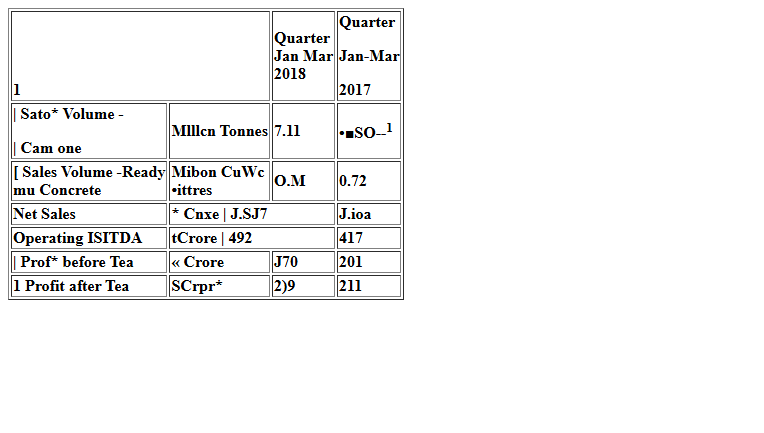 1
Quarter
Jan Mar
2018
Quarter
Jan-Mar
2017
| Sato* Volume -
| Cam one
Mlllcn Tonnes
7.11
•■SO--1
[ Sales Volume -Ready
mu Concrete
Mibon CuWc
•ittres
O.M
0.72
Net Sales
* Cnxe | J.SJ7
J.ioa
Operating ISITDA
tCrore | 492
417
| Prof* before Tea
« Crore
J70
201
1 Profit after Tea
SCrpr*
2)9
211